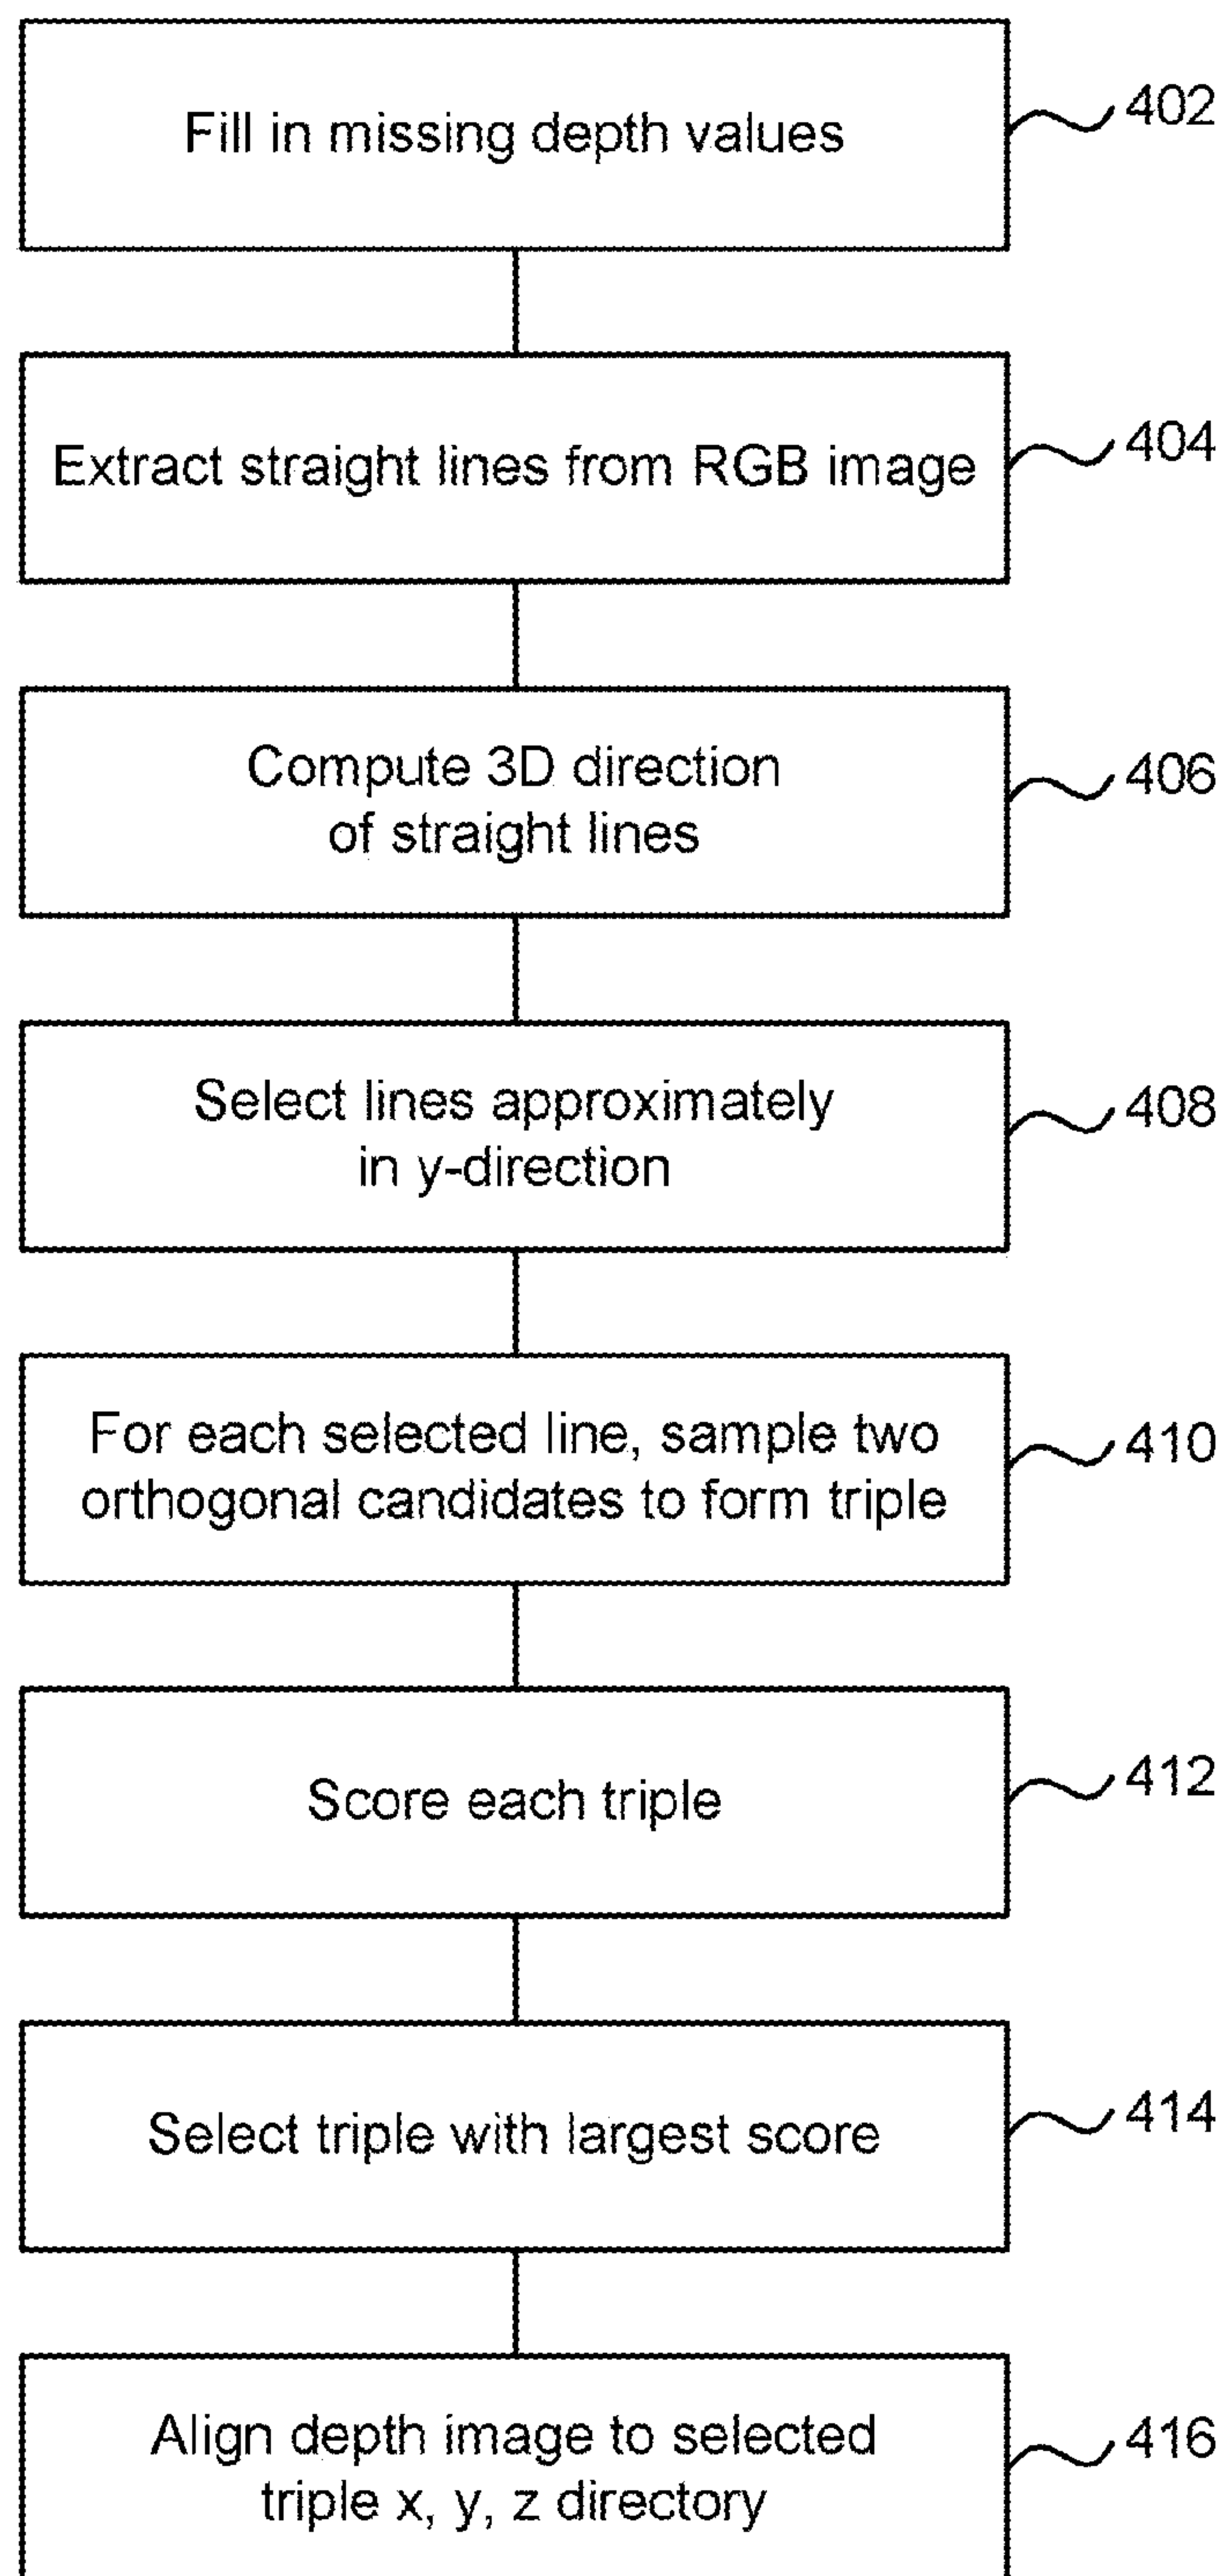 Fill in missing depth values
402
Extract straight lines from RGB image
404
Compute 3D direction
of straight lines
406
Select lines approximately
in y-direction
408
For each selected line, sample two
orthogonal candidates to form triple
410
Score each triple
412
Select triple with largest score
414
Align depth image to selected
triple x, y, z directory
416